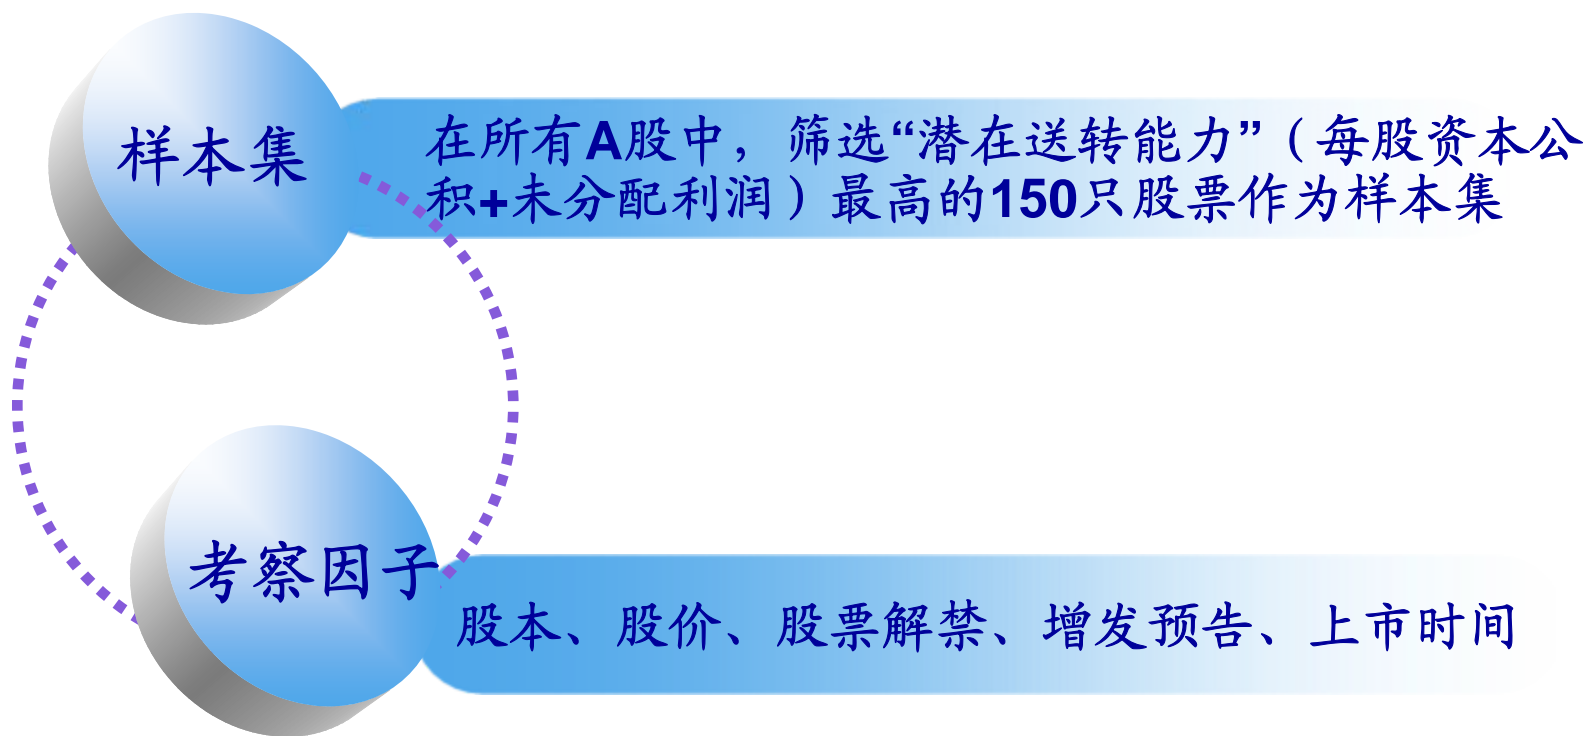 样本集
在所有A股中，筛选“潜在送转能力”（每股资本公
积+未分配利润）最高的150只股票作为样本集
考察因子
股本、股价、股票解禁、增发预告、上市时间